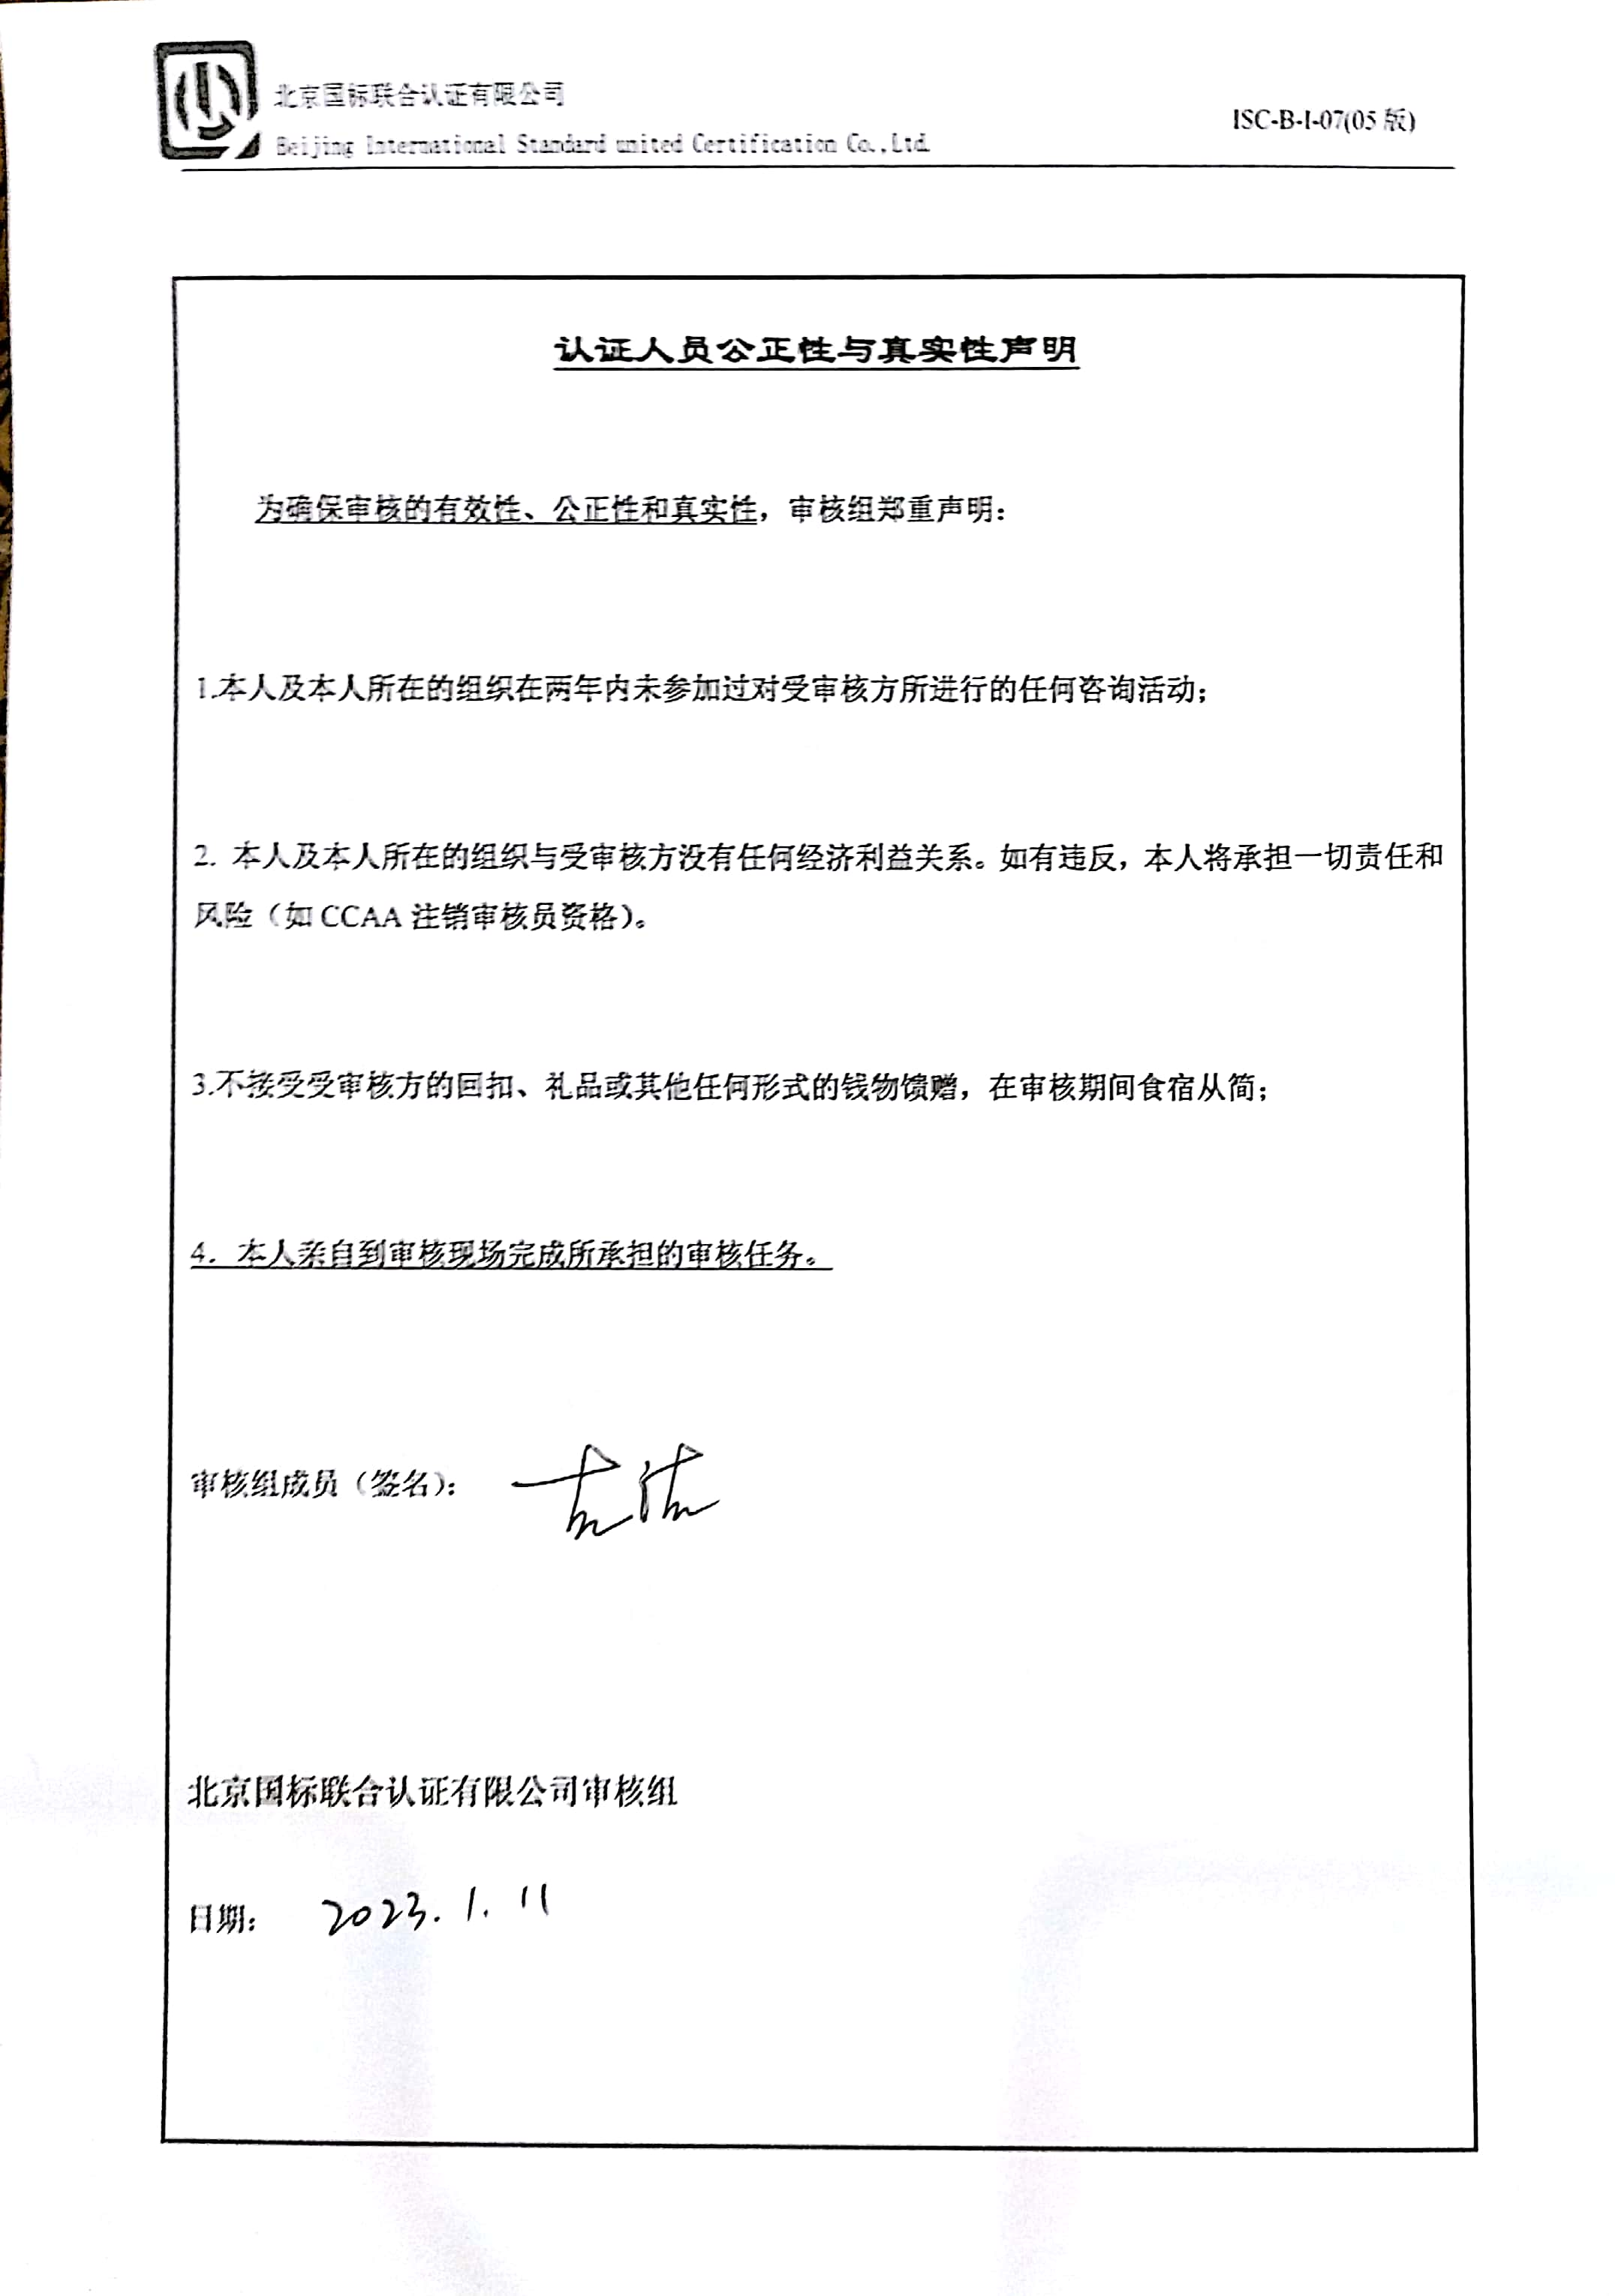 北京国标联合认证有限公司
Beijing International Standard united Certification Co.,Ltd.
ISC-B-I-07(05 版)
认证人员公正性与真实性声明
为确保审核的有效性、公正性和真实性，审核组郑重声明：
1.本人及本人所在的组织在两年内未参加过对受审核方所进行的任何咨询活动；
2. 本人及本人所在的组织与受审核方没有任何经济利益关系。如有违反，本人将承担一切责任和
风险（如 CCAA 注销审核员资格）。
3.不接受受审核方的回扣、礼品或其他任何形式的钱物馈赠，在审核期间食宿从简；
4. 本人亲自到审核现场完成所承担的审核任务。
审核组成员（签名）：
北京国标联合认证有限公司审核组
日期： 2023.1.11